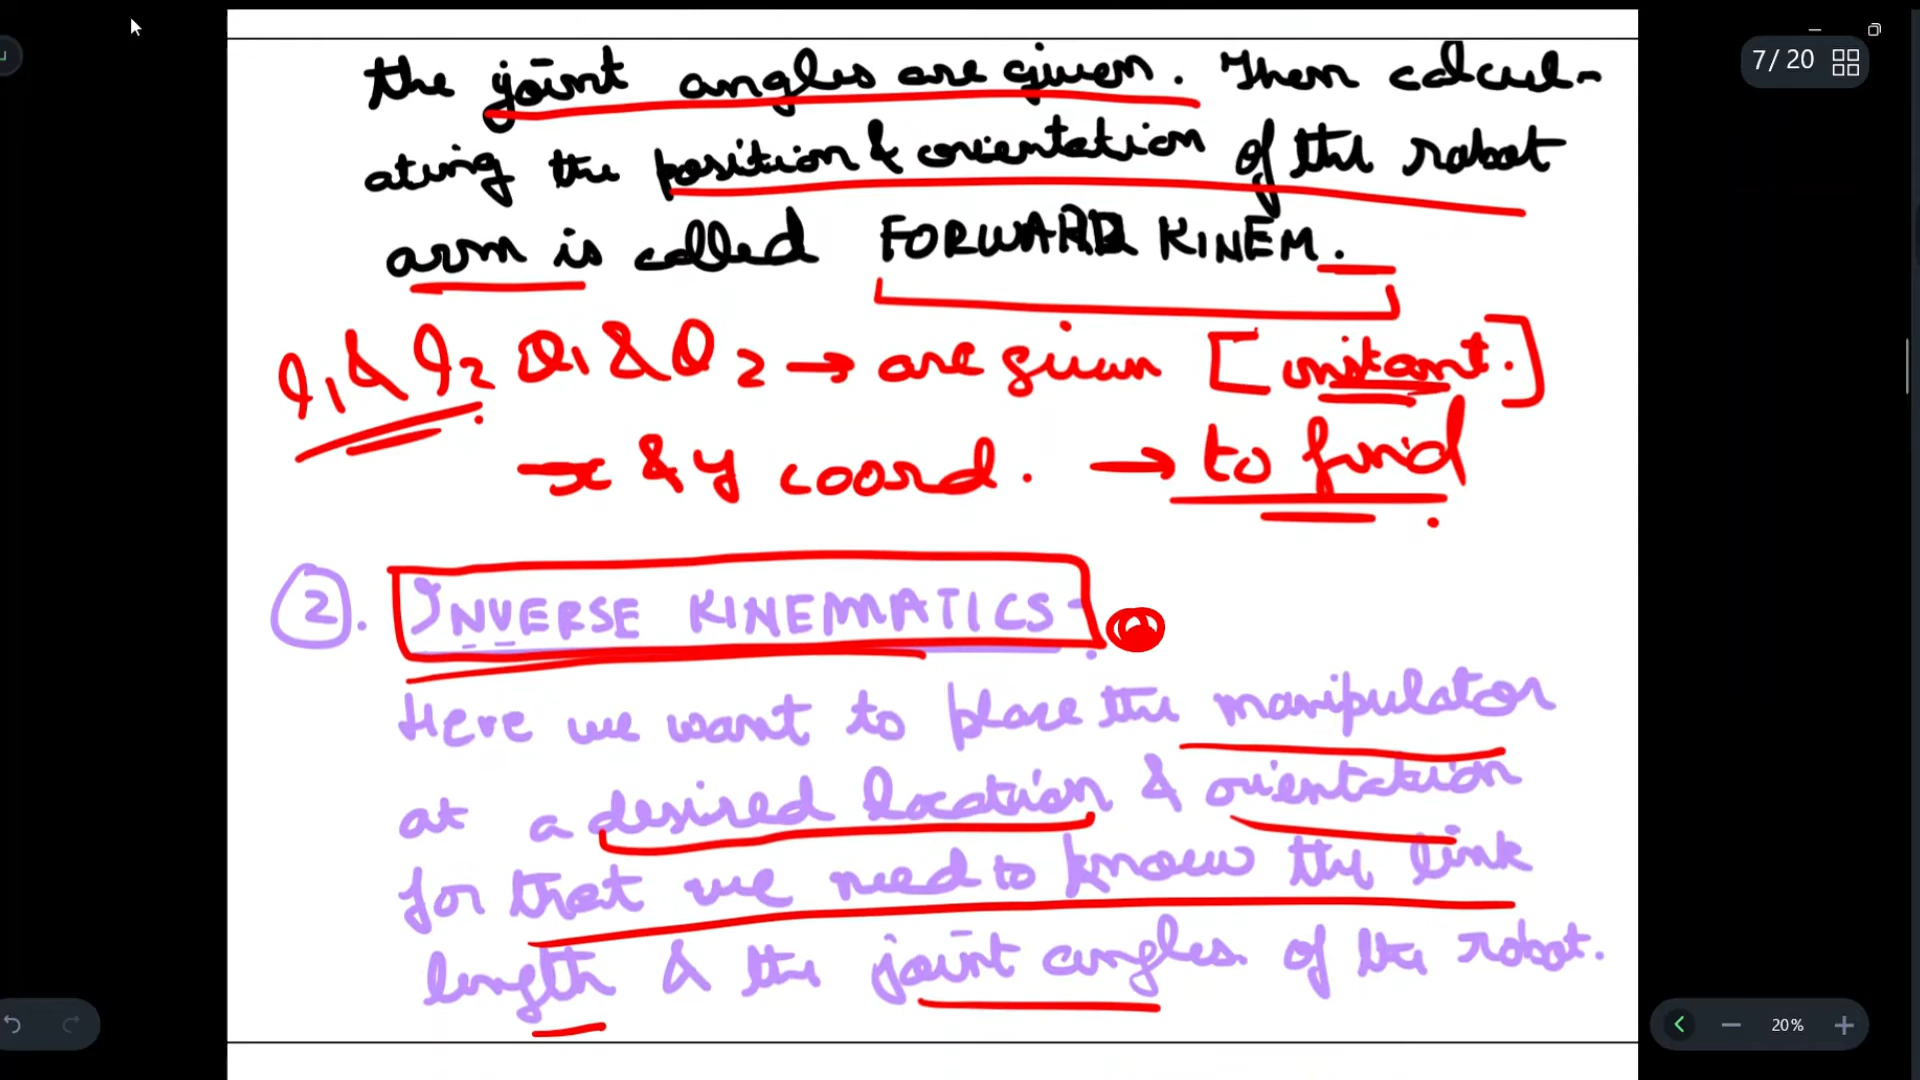 7/ 20
the joint angles are given. Then calcul-
ating the position & orientation of the robot
arm is called FORWARD KINEM.
l₁ & l₂ θ₁ & θ₂ → are given [instant.]
x & y coord. → to find
2. INVERSE KINEMATICS-
Here we want to place the manipulator
at a desired location & orientation
for that we need to know the link
length & the joint angles of the robot.
20%